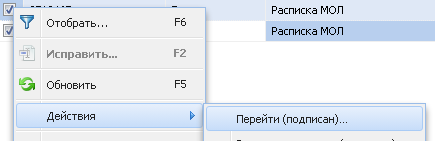 Расписка МОЛ
Отобрать... F6
Расписка МОЛ
Исправить... F2
Обновить F5
Действия
Перейти (подписан)...